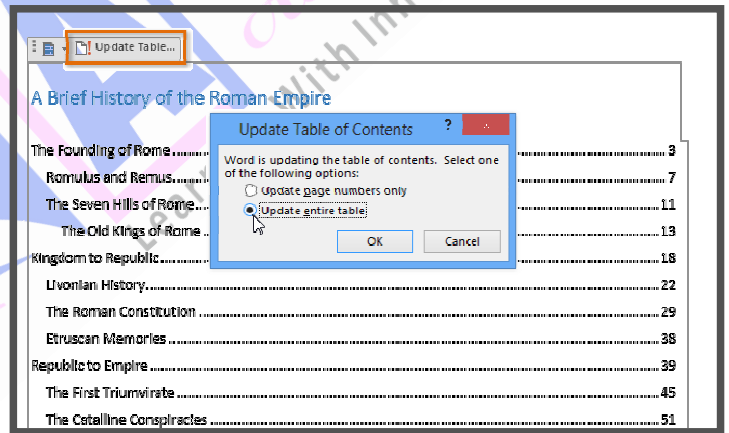 Update Table...
A Brief History of the Roman Empire
Update Table of Contents ?
Word is updating the table of contents. Select one
of the following options:
Update page numbers only
Update entire table
OK Cancel
The Founding of Rome 3
Romulus and Remus 7
The Seven Hills of Rome 11
The Old Kings of Rome 13
Kingdom to Republic 18
Livonian History 22
The Roman Constitution 29
Etruscan Memories 38
Republic to Empire 39
The First Triumvirate 45
The Catalline Conspiracies 51
Learn With Inn